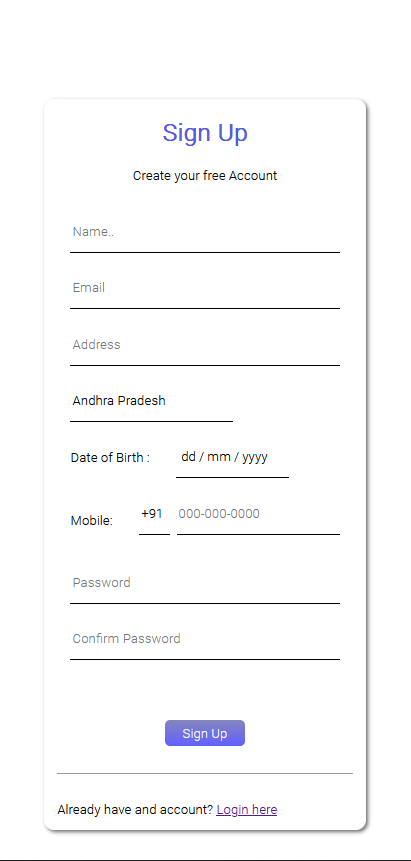 Sign Up
Create your free Account
Name..
Email
Address
Andhra Pradesh
Date of Birth : dd / mm / yyyy
Mobile: +91 000-000-0000
Password
Confirm Password
Sign Up
Already have and account? Login here